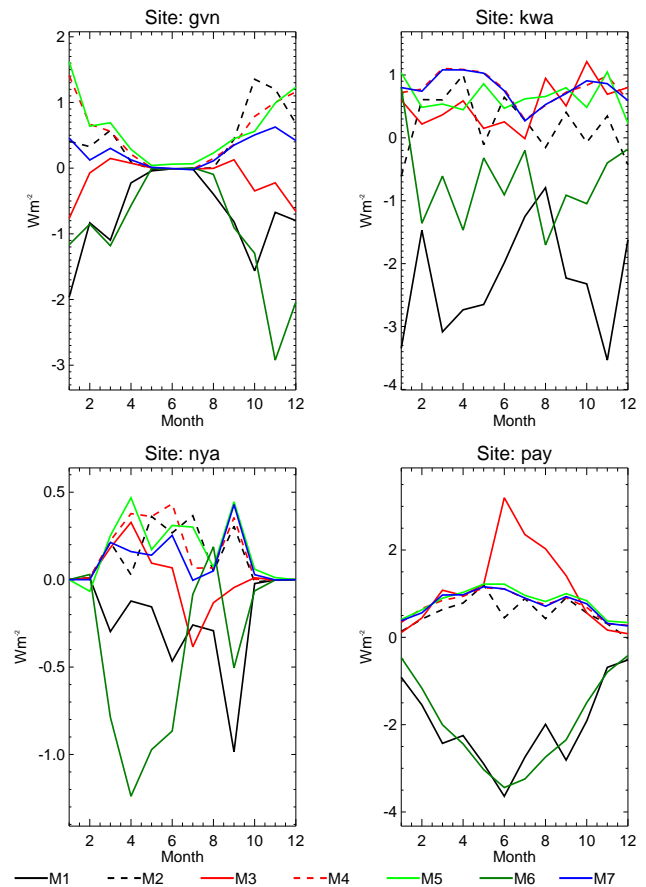 Site: gvn
2
1
0
-1
-2
-3
Wm⁻²
2 4 6 8 10 12
Month
Site: kwa
1
0
-1
-2
-3
-4
Wm⁻²
2 4 6 8 10 12
Month
Site: nya
0.5
0.0
-0.5
-1.0
Wm⁻²
2 4 6 8 10 12
Month
Site: pay
2
0
-2
-4
Wm⁻²
2 4 6 8 10 12
Month
M1 M2 M3 M4 M5 M6 M7